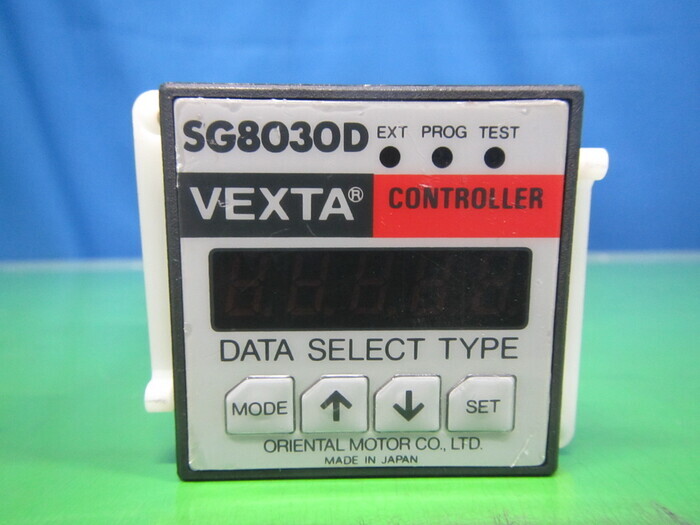 SG8030D EXT PROG TEST
VEXTA® CONTROLLER
DATA SELECT TYPE
MODE ↑ ↓ SET
ORIENTAL MOTOR CO., LTD.
MADE IN JAPAN